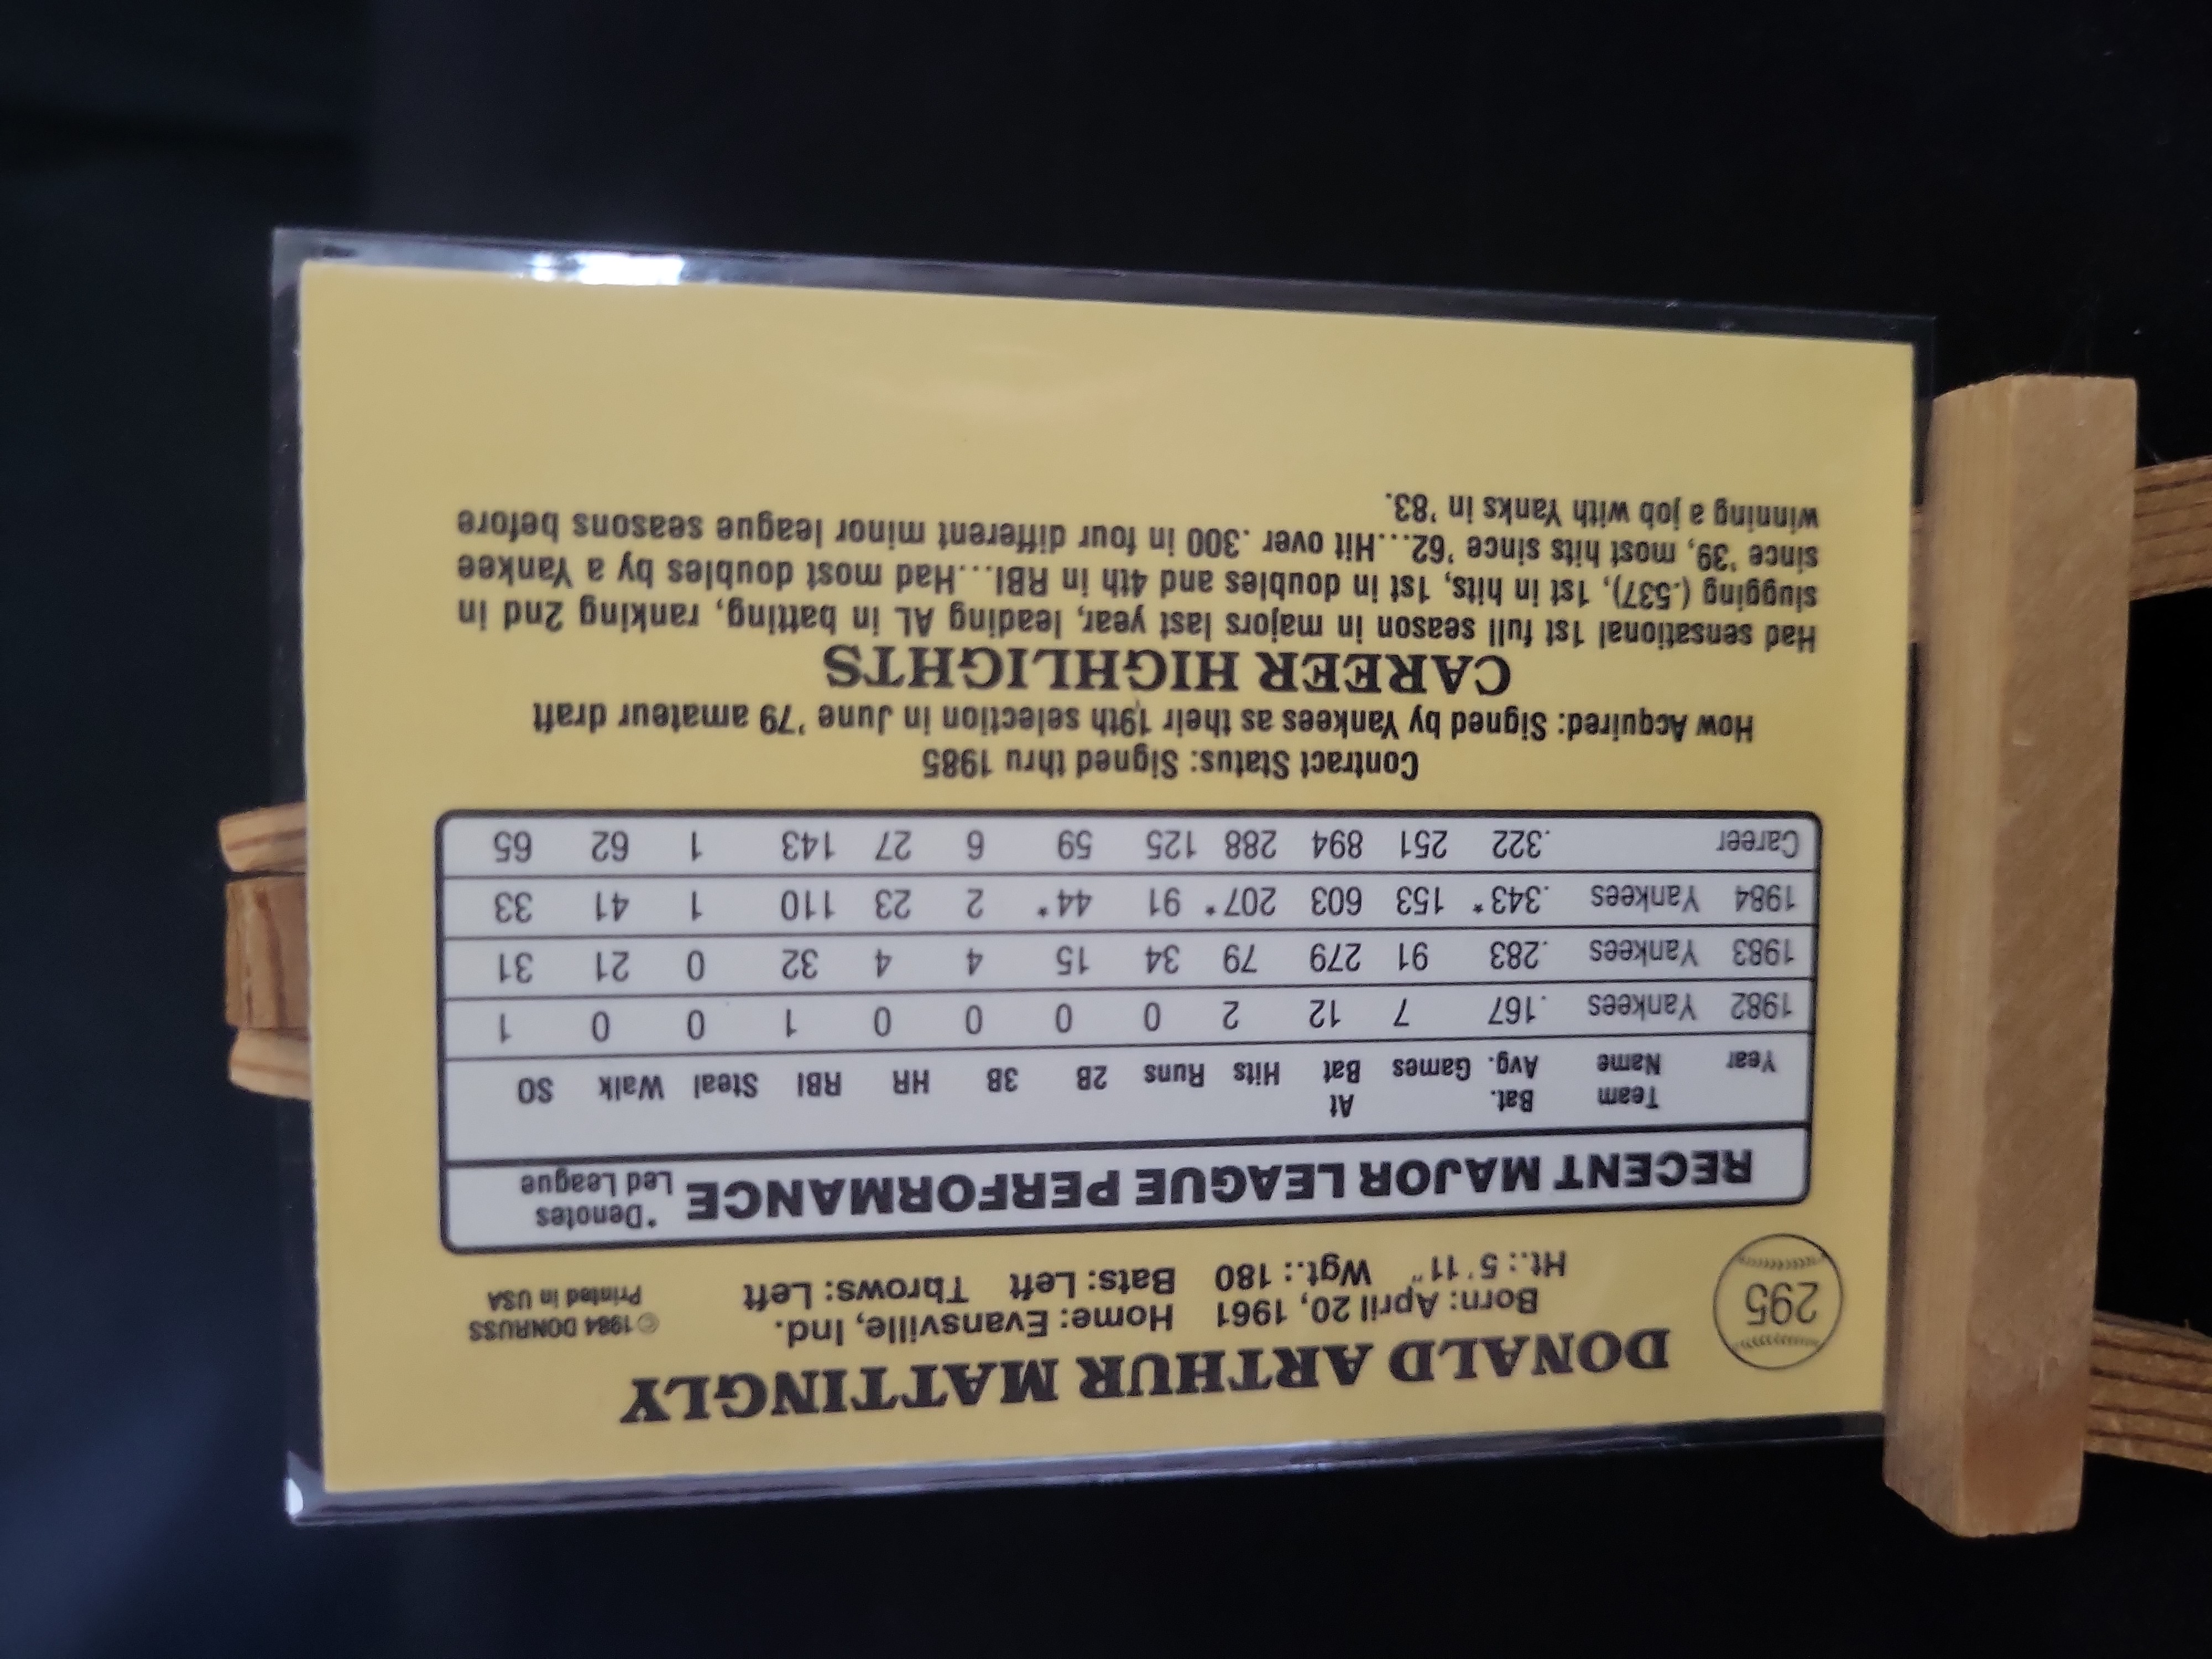 295
DONALD ARTHUR MATTINGLY
Born: April 20, 1961 Home: Evansville, Ind.
Ht.: 5'11" Wgt.: 180 Bats: Left Throws: Left
©1984 DONRUSS
Printed in USA
RECENT MAJOR LEAGUE PERFORMANCE *Denotes Led League
Year Team Name Bat. Avg. Games At Bat Hits Runs 2B 3B HR RBI Steal Walk SO
1982 Yankees .167 7 12 2 0 0 0 0 1 0 0 1
1983 Yankees .283 91 279 79 34 15 4 4 32 0 21 31
1984 Yankees .343* 153 603 207* 91 44* 2 23 110 1 41 33
Career .322 251 894 288 125 59 6 27 143 1 62 65
Contract Status: Signed thru 1985
How Acquired: Signed by Yankees as their 19th selection in June '79 amateur draft
CAREER HIGHLIGHTS
Had sensational 1st full season in majors last year, leading AL in batting, ranking 2nd in
slugging (.537), 1st in hits, 1st in doubles and 4th in RBI...Had most doubles by a Yankee
since '39, most hits since '62...Hit over .300 in four different minor league seasons before
winning a job with Yanks in '83.